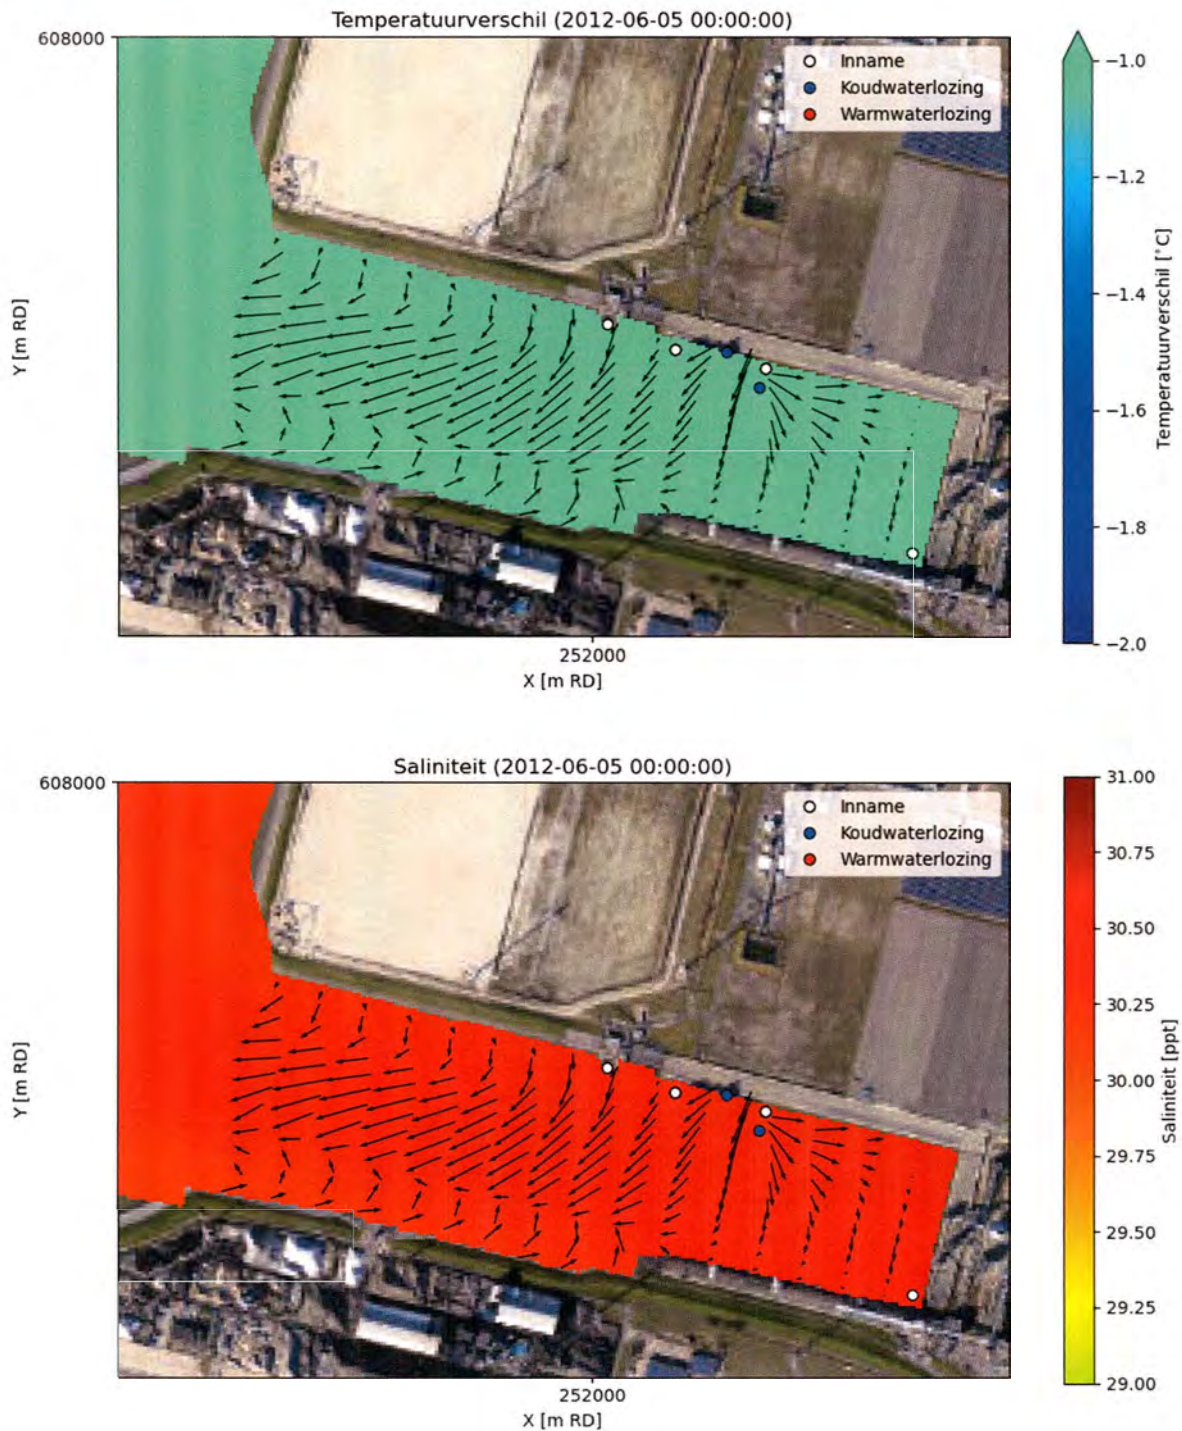 Temperatuurverschil (2012-06-05 00:00:00)
608000
Inname
Koudwaterlozing
Warmwaterlozing
Y [m RD]
252000
X [m RD]
−1.0
−1.2
−1.4
−1.6
−1.8
−2.0
Temperatuurverschil [°C]
Saliniteit (2012-06-05 00:00:00)
608000
Inname
Koudwaterlozing
Warmwaterlozing
Y [m RD]
252000
X [m RD]
31.00
30.75
30.50
30.25
30.00
29.75
29.50
29.25
29.00
Saliniteit [ppt]